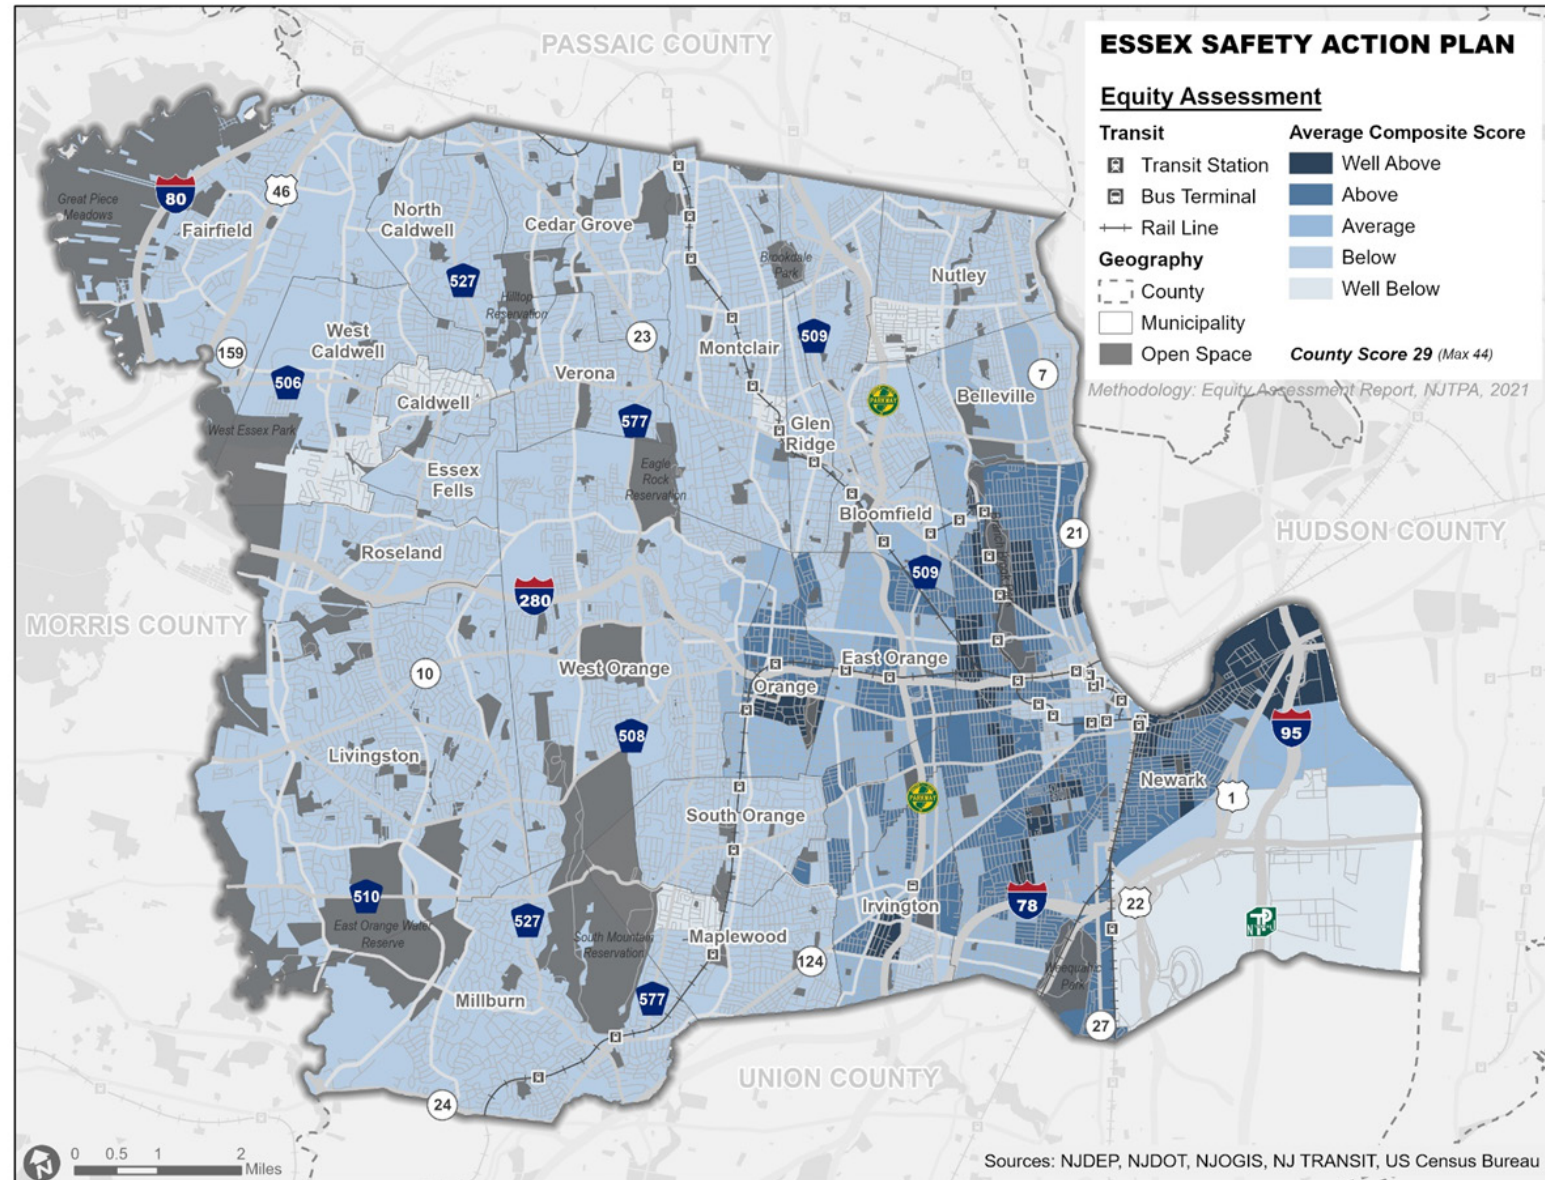 PASSAIC COUNTY
ESSEX SAFETY ACTION PLAN
Equity Assessment
Transit
Transit Station
Bus Terminal
Rail Line
Geography
County
Municipality
Open Space
Average Composite Score
Well Above
Above
Average
Below
Well Below
County Score 29 (Max 44)
Methodology: Equity Assessment Report, NJTPA, 2021
Great Piece
Meadows
80
46
Fairfield
North
Caldwell
Cedar Grove
527
Hilltop
Reservation
Brookdale
Park
Nutley
159
West
Caldwell
23
Montclair
509
506
Verona
7
Caldwell
PARKWAY
Belleville
577
Glen
Ridge
West Essex Park
Essex
Fells
Eagle
Rock
Reservation
Bloomfield
21
HUDSON COUNTY
Roseland
509
280
MORRIS COUNTY
West Orange
East Orange
10
Orange
508
95
Livingston
Newark
1
PARKWAY
South Orange
510
East Orange Water
Reserve
527
South Mountain
Reservation
Irvington
78
22
Maplewood
124
Weequahic
Park
Millburn
577
27
UNION COUNTY
24
N
0 0.5 1 2
Miles
Sources: NJDEP, NJDOT, NJOGIS, NJ TRANSIT, US Census Bureau